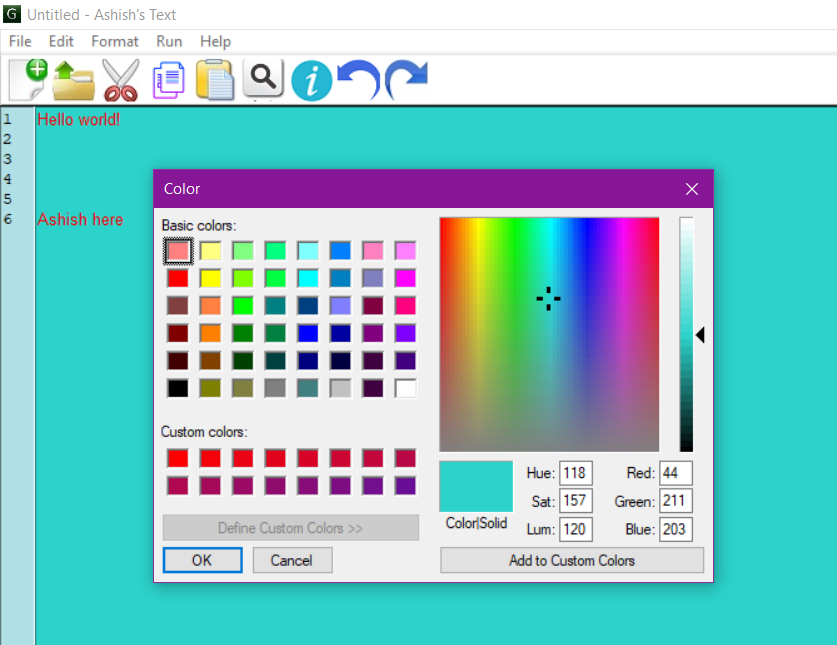 G Untitled - Ashish's Text
File Edit Format Run Help
i
1 Hello world!
2
3
4
5
6 Ashish here
Color
Basic colors:
Custom colors:
Define Custom Colors >>
OK Cancel
Color|Solid
Hue: 118 Red: 44
Sat: 157 Green: 211
Lum: 120 Blue: 203
Add to Custom Colors